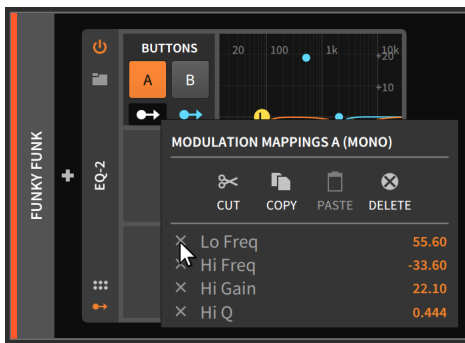 FUNKY FUNK
EQ-2
BUTTONS
A
B
20
100
1k
10k
+20
+10
L
MODULATION MAPPINGS A (MONO)
CUT COPY PASTE DELETE
Lo Freq 55.60
Hi Freq -33.60
Hi Gain 22.10
Hi Q 0.444